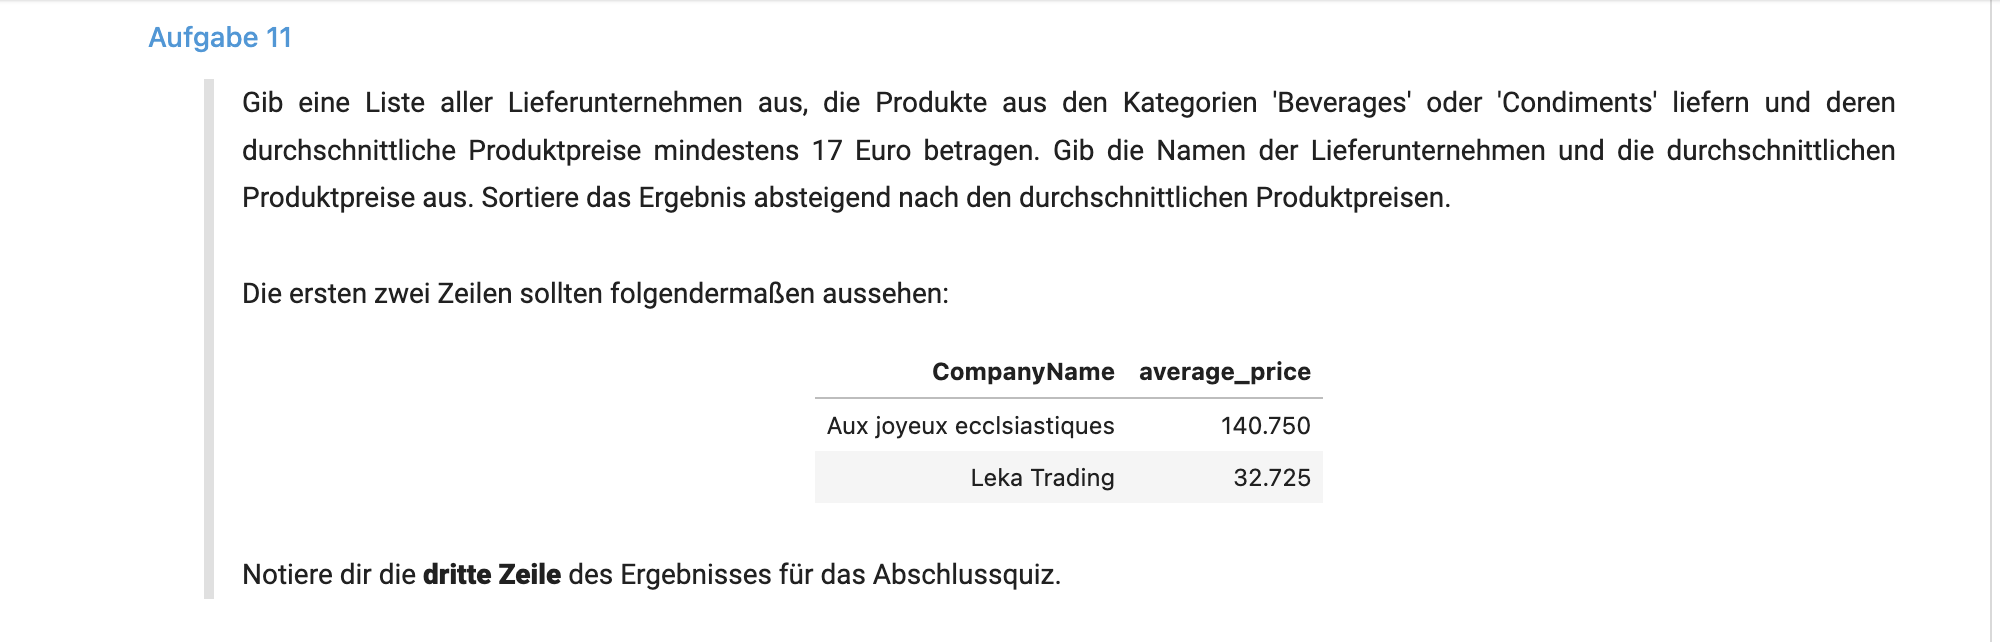 Aufgabe 11
Gib eine Liste aller Lieferunternehmen aus, die Produkte aus den Kategorien 'Beverages' oder 'Condiments' liefern und deren
durchschnittliche Produktpreise mindestens 17 Euro betragen. Gib die Namen der Lieferunternehmen und die durchschnittlichen
Produktpreise aus. Sortiere das Ergebnis absteigend nach den durchschnittlichen Produktpreisen.
Die ersten zwei Zeilen sollten folgendermaßen aussehen:
CompanyName average_price
Aux joyeux ecclsiastiques 140.750
Leka Trading 32.725
Notiere dir die dritte Zeile des Ergebnisses für das Abschlussquiz.